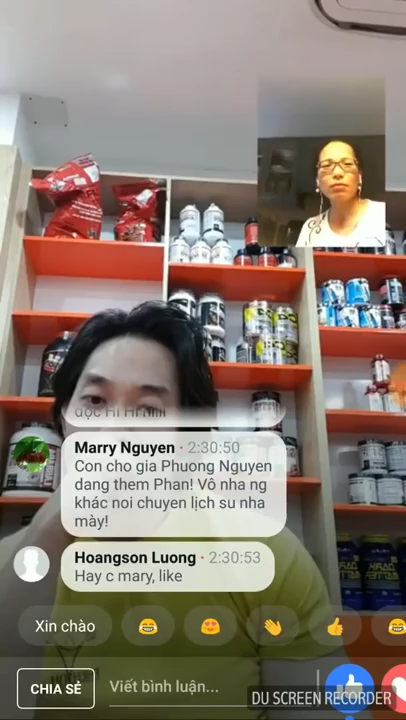 Marry Nguyen · 2:30:50
Con cho gia Phuong Nguyen
dang them Phan! Vô nha ng
khác noi chuyen lịch su nha
mày!
Hoangson Luong · 2:30:53
Hay c mary, like
Xin chào
CHIA SẺ
Viết bình luận...
DU SCREEN RECORDER